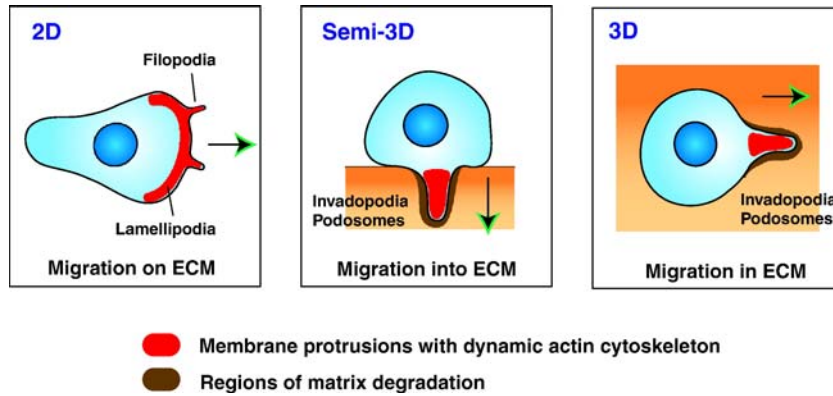 2D
Filopodia
Lamellipodia
Migration on ECM
Semi-3D
Invadopodia
Podosomes
Migration into ECM
3D
Invadopodia
Podosomes
Migration in ECM
Membrane protrusions with dynamic actin cytoskeleton
Regions of matrix degradation